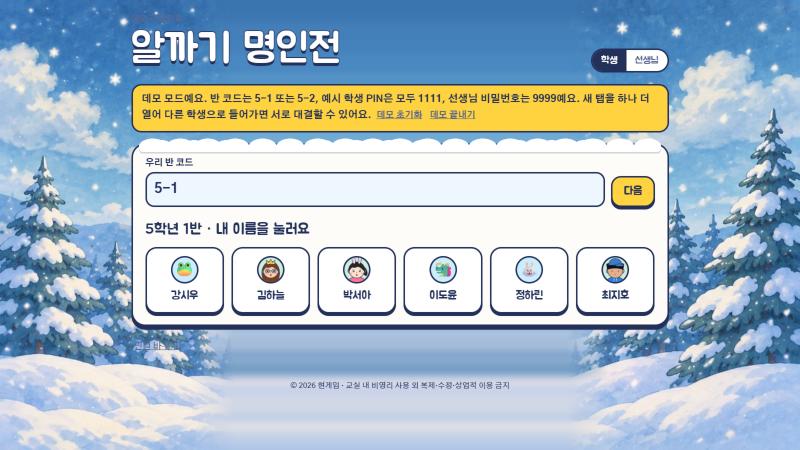 알까기 명인전
학생 선생님
데모 모드예요. 반 코드는 5-1 또는 5-2, 예시 학생 PIN은 모두 1111, 선생님 비밀번호는 9999예요. 새 탭을 하나 더
열어 다른 학생으로 들어가면 서로 대결할 수 있어요. 데모 초기화 데모 끝내기
우리 반 코드
5-1
다음
5학년 1반 · 내 이름을 눌러요
강시우 김하늘 박서아 이도윤 정하린 최지호
© 2026 현게임 · 교실 내 비영리 사용 외 복제·수정·상업적 이용 금지